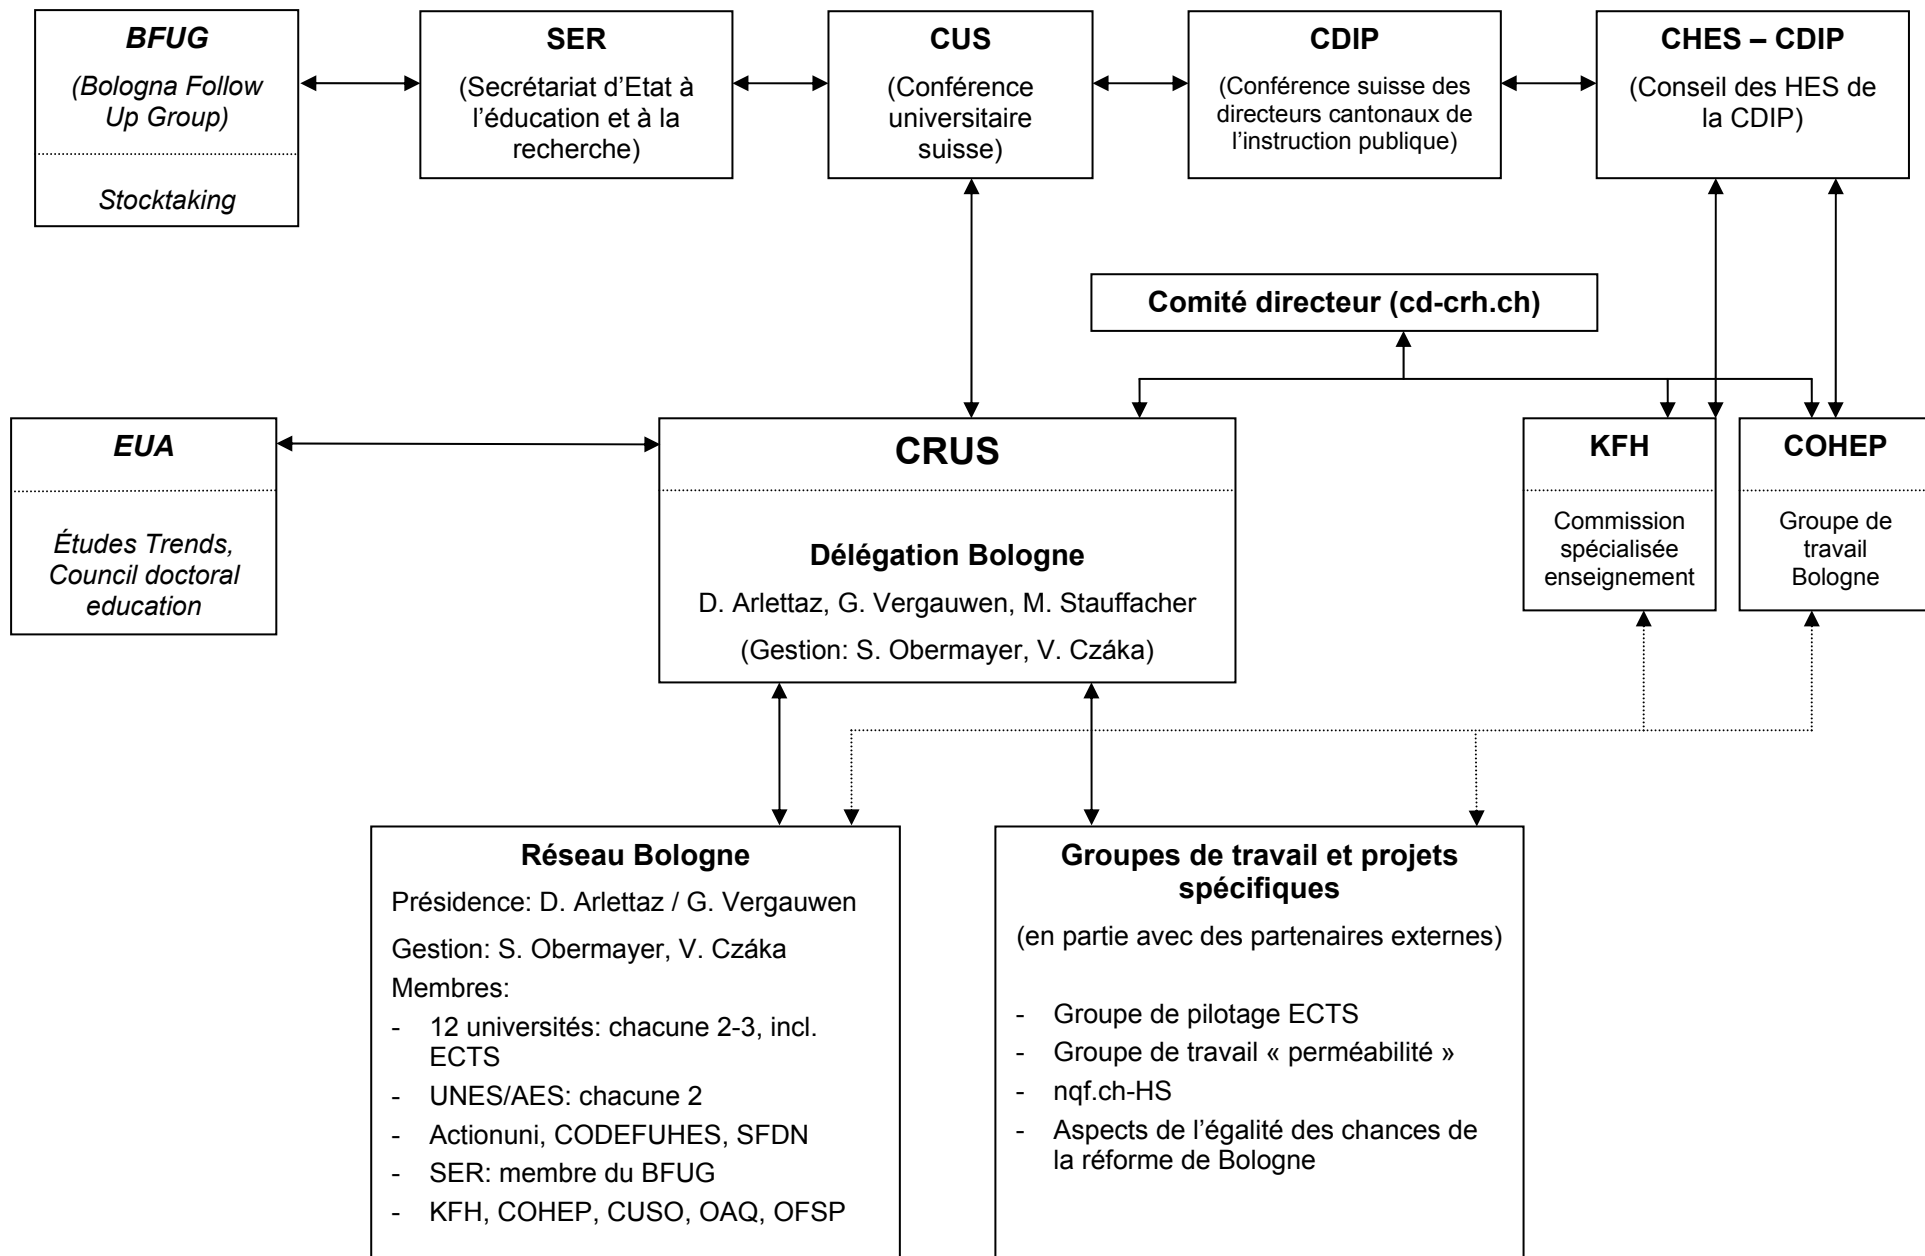 BFUG
(Bologna Follow
Up Group)
Stocktaking
SER
(Secrétariat d'Etat à
l'éducation et à la
recherche)
CUS
(Conférence
universitaire
suisse)
CDIP
(Conférence suisse des
directeurs cantonaux de
l'instruction publique)
CHES – CDIP
(Conseil des HES de
la CDIP)
Comité directeur (cd-crh.ch)
EUA
Études Trends,
Council doctoral
education
CRUS
Délégation Bologne
D. Arlettaz, G. Vergauwen, M. Stauffacher
(Gestion: S. Obermayer, V. Czáka)
KFH
Commission
spécialisée
enseignement
COHEP
Groupe de
travail
Bologne
Réseau Bologne
Présidence: D. Arlettaz / G. Vergauwen
Gestion: S. Obermayer, V. Czáka
Membres:
- 12 universités: chacune 2-3, incl.
ECTS
- UNES/AES: chacune 2
- Actionuni, CODEFUHES, SFDN
- SER: membre du BFUG
- KFH, COHEP, CUSO, OAQ, OFSP
Groupes de travail et projets
spécifiques
(en partie avec des partenaires externes)
- Groupe de pilotage ECTS
- Groupe de travail « perméabilité »
- nqf.ch-HS
- Aspects de l'égalité des chances de
la réforme de Bologne